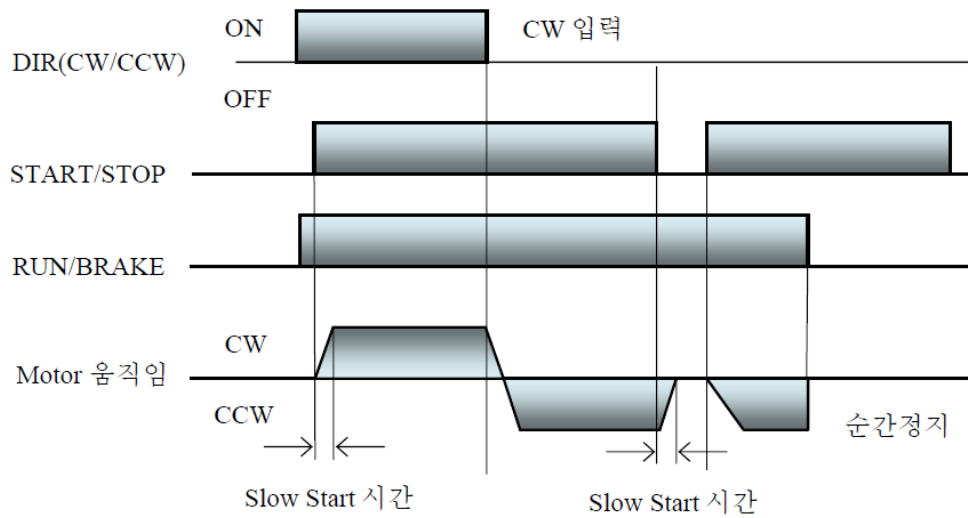 ON
CW 입력
DIR(CW/CCW)
OFF
START/STOP
RUN/BRAKE
CW
Motor 움직임
CCW
순간정지
Slow Start 시간
Slow Start 시간